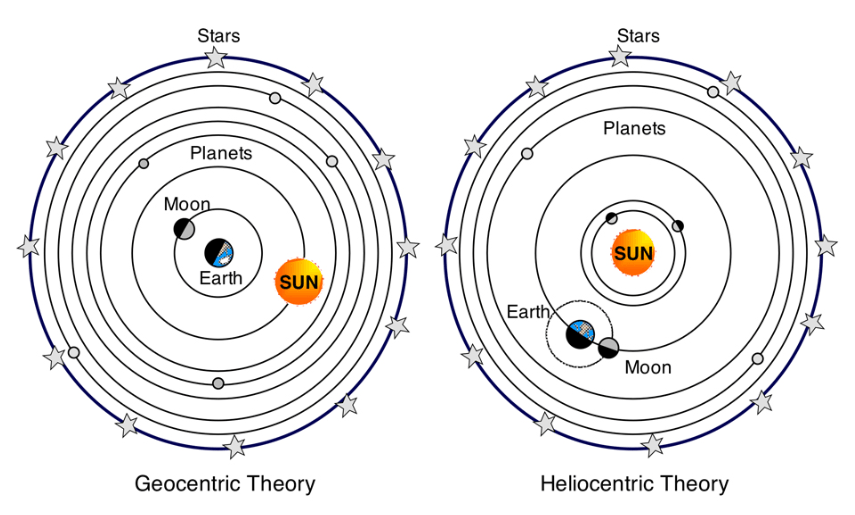 Stars
Planets
Moon
Earth
SUN
Geocentric Theory
Stars
Planets
SUN
Earth
Moon
Heliocentric Theory